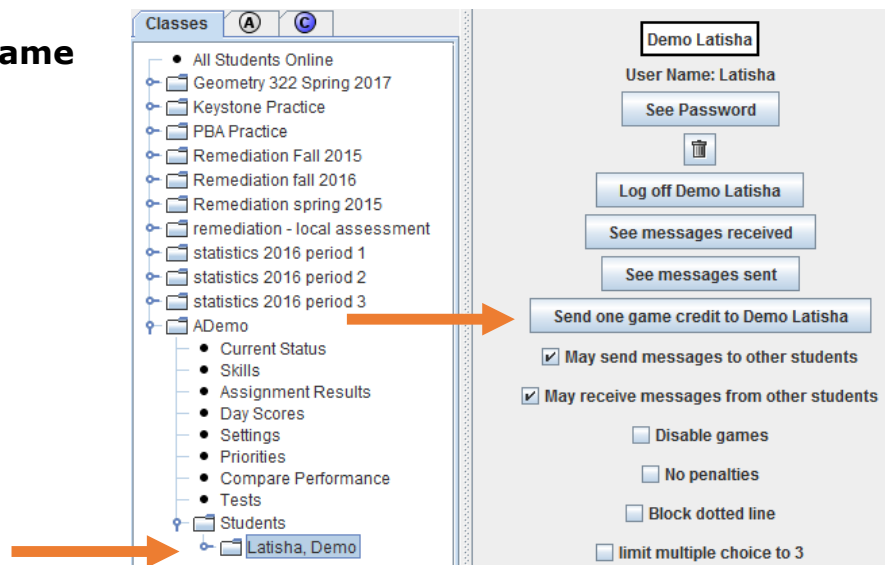 ame
Classes A C
All Students Online
Geometry 322 Spring 2017
Keystone Practice
PBA Practice
Remediation Fall 2015
Remediation fall 2016
Remediation spring 2015
remediation - local assessment
statistics 2016 period 1
statistics 2016 period 2
statistics 2016 period 3
ADemo
Current Status
Skills
Assignment Results
Day Scores
Settings
Priorities
Compare Performance
Tests
Students
Latisha, Demo
Demo Latisha
User Name: Latisha
See Password
Log off Demo Latisha
See messages received
See messages sent
Send one game credit to Demo Latisha
May send messages to other students
May receive messages from other students
Disable games
No penalties
Block dotted line
limit multiple choice to 3